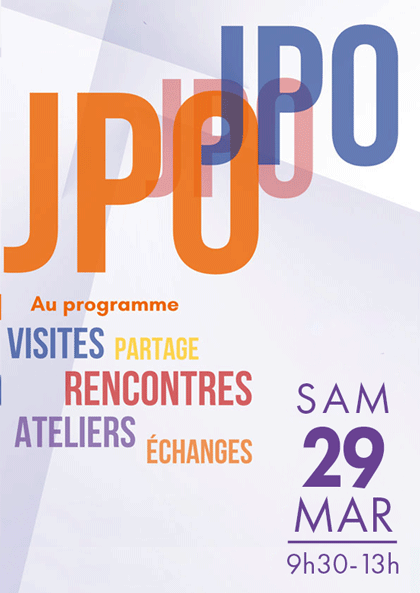 JPO
JPO
JPO
Au programme
VISITES PARTAGE
RENCONTRES
ATELIERS
ÉCHANGES
SAM
29
MAR
9h30-13h